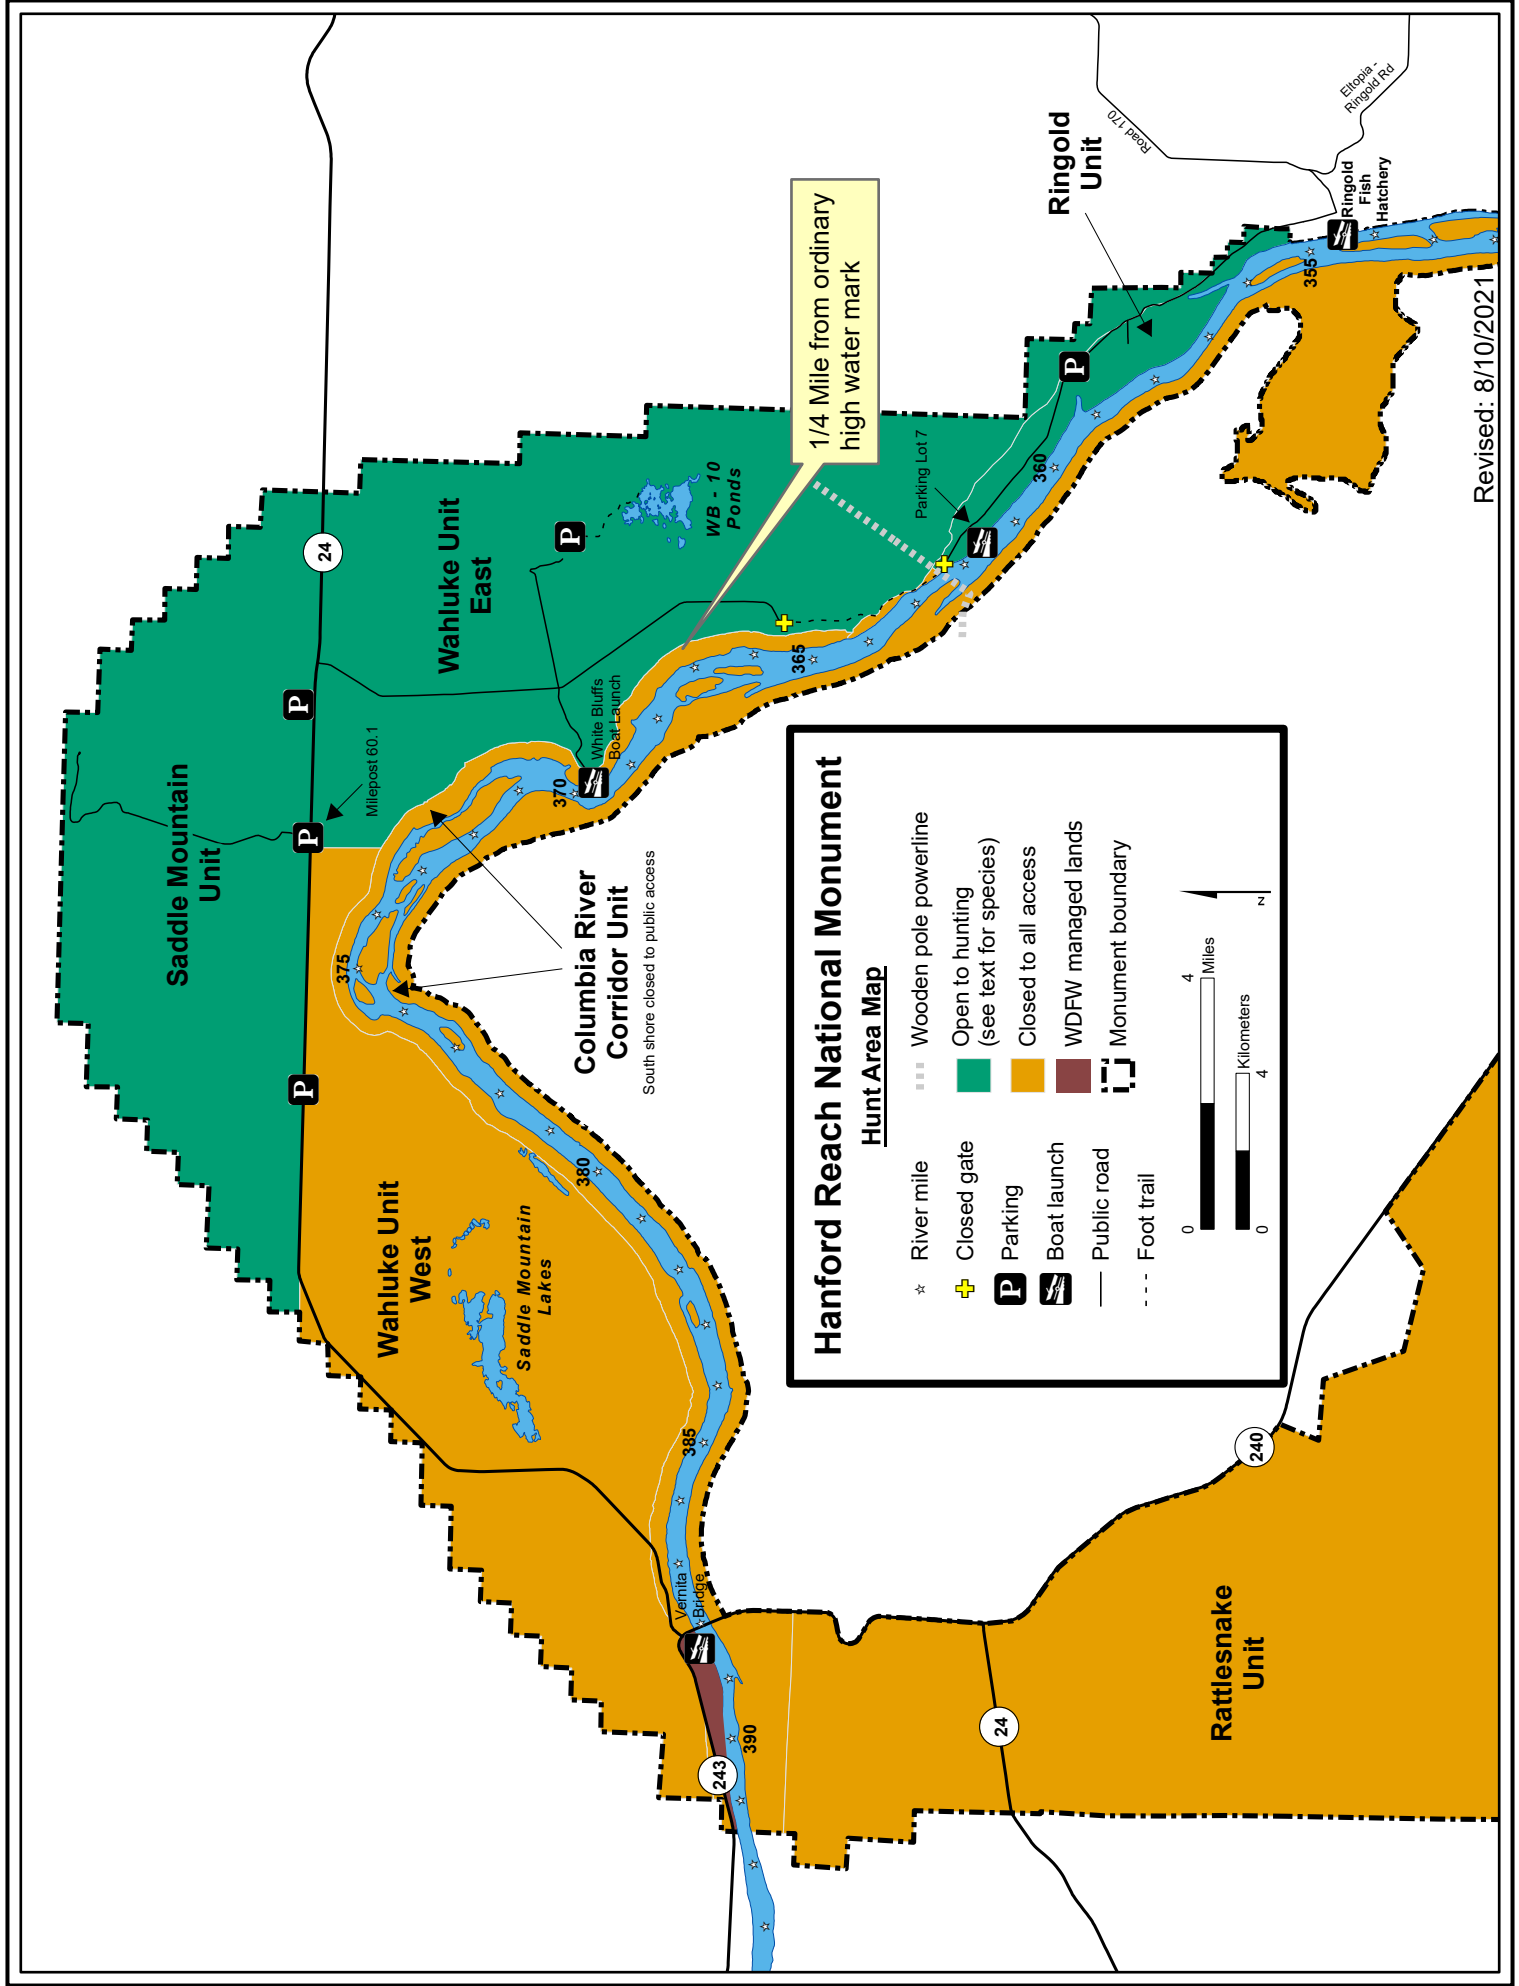 Saddle Mountain
Unit
24
Milepost 60.1
Wahluke Unit
East
WB - 10
Ponds
1/4 Mile from ordinary
high water mark
Parking Lot 7
White Bluffs
Boat Launch
Ringold
Unit
Road 170
Eltopia -
Ringold Rd
Ringold
Fish
Hatchery
Columbia River
Corridor Unit
South shore closed to public access
Wahluke Unit
West
Saddle Mountain
Lakes
Vernita
Bridge
243
24
240
Rattlesnake
Unit
355
360
365
370
375
380
385
390
P
P
P
P
P
Hanford Reach National Monument
Hunt Area Map
River mile
Closed gate
P
Parking
Boat launch
Public road
Foot trail
Wooden pole powerline
Open to hunting
(see text for species)
Closed to all access
WDFW managed lands
Monument boundary
0 4
Miles
Kilometers
0 4
N
Revised: 8/10/2021